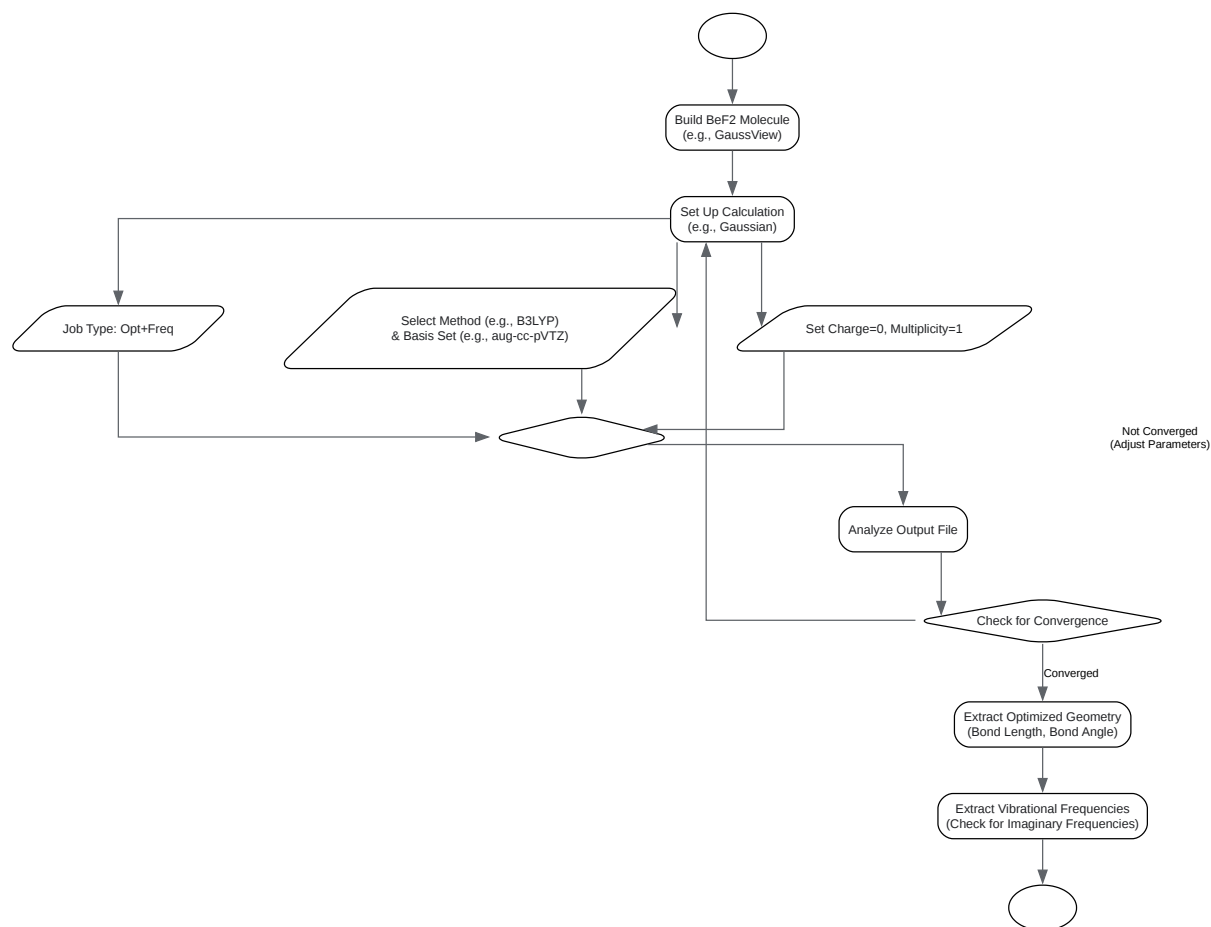 Build BeF2 Molecule
(e.g., GaussView)
Set Up Calculation
(e.g., Gaussian)
Job Type: Opt+Freq
Select Method (e.g., B3LYP)
& Basis Set (e.g., aug-cc-pVTZ)
Set Charge=0, Multiplicity=1
Not Converged
(Adjust Parameters)
Analyze Output File
Check for Convergence
Converged
Extract Optimized Geometry
(Bond Length, Bond Angle)
Extract Vibrational Frequencies
(Check for Imaginary Frequencies)